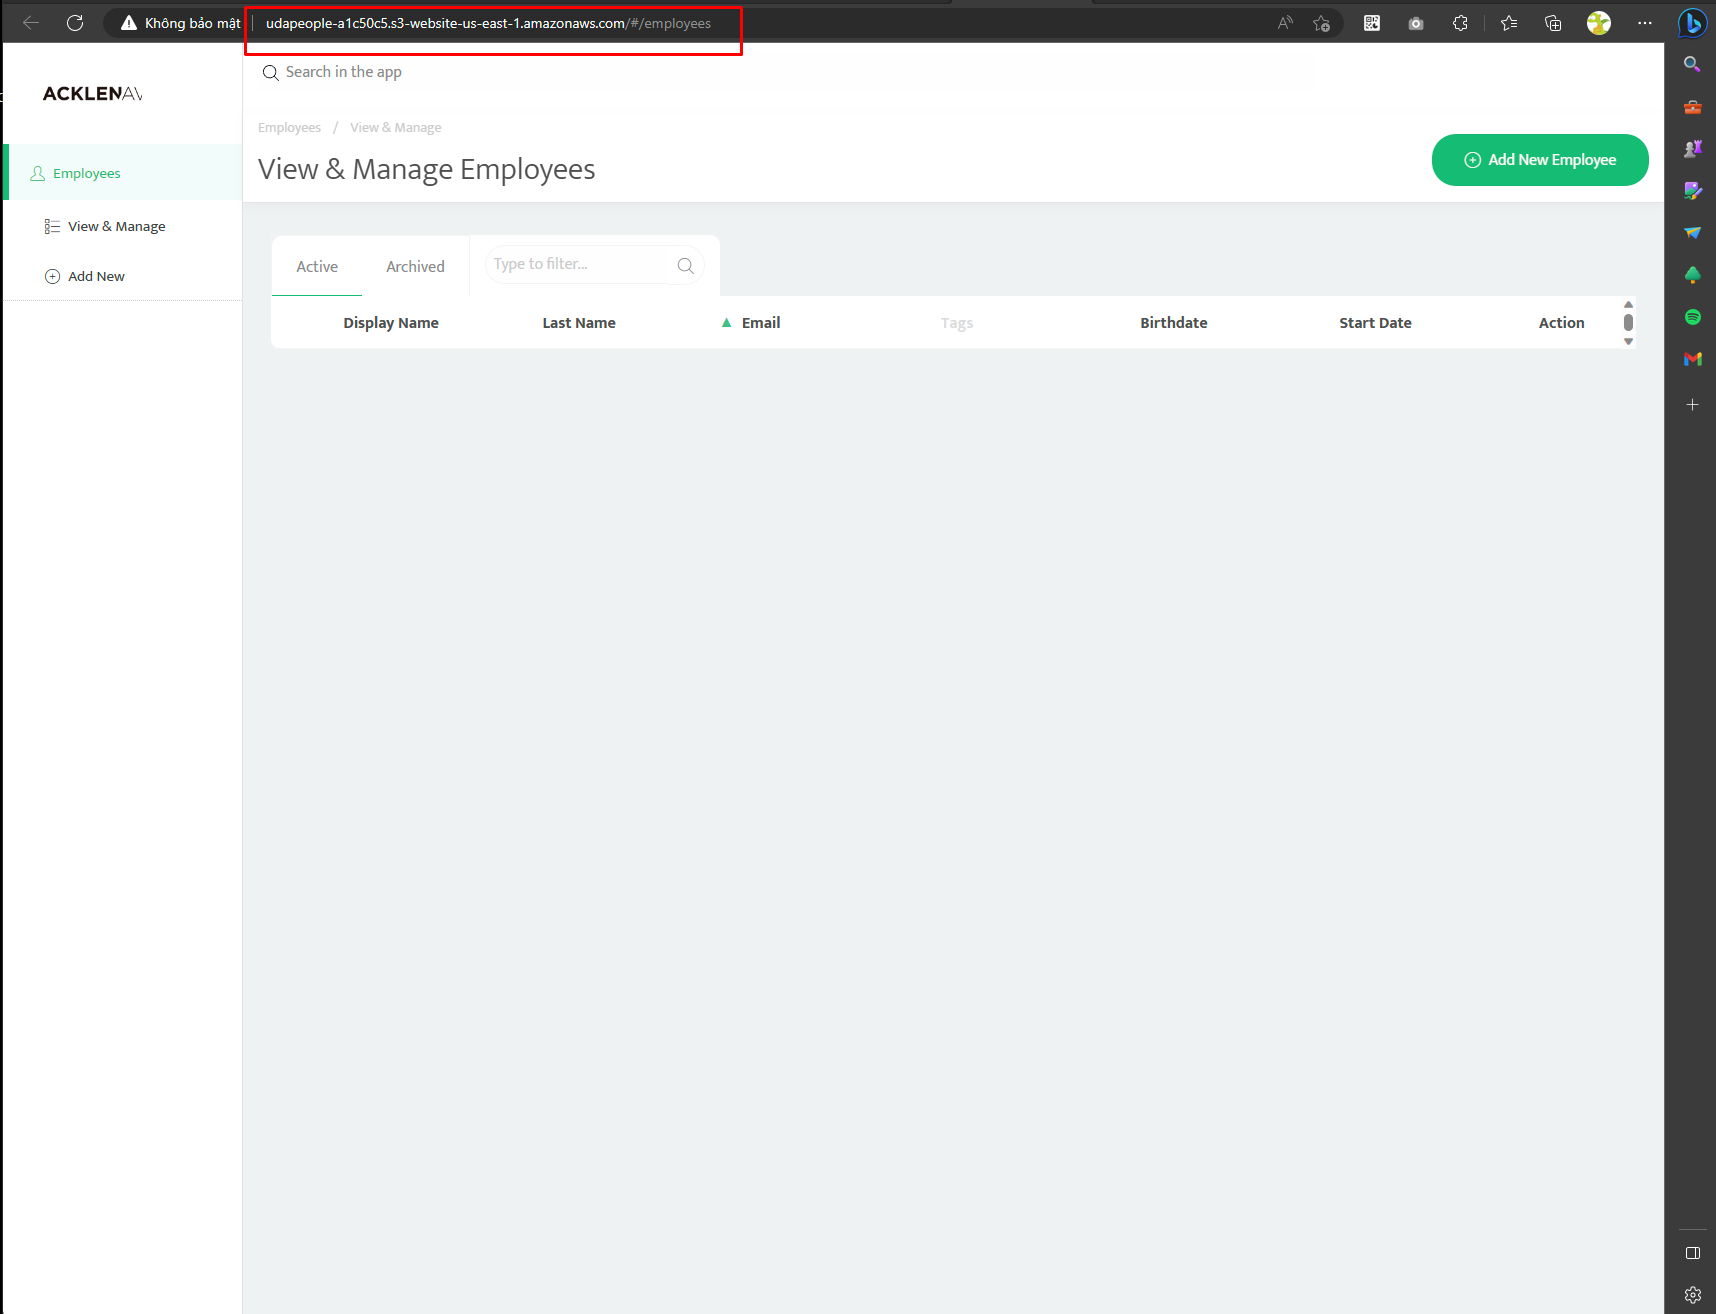 Không bảo mật udapeople-a1c50c5.s3-website-us-east-1.amazonaws.com/#/employees
Search in the app
ACKLENAV
Employees / View & Manage
View & Manage Employees
Add New Employee
Employees
View & Manage
Add New
Active Archived Type to filter...
Display Name Last Name Email Tags Birthdate Start Date Action